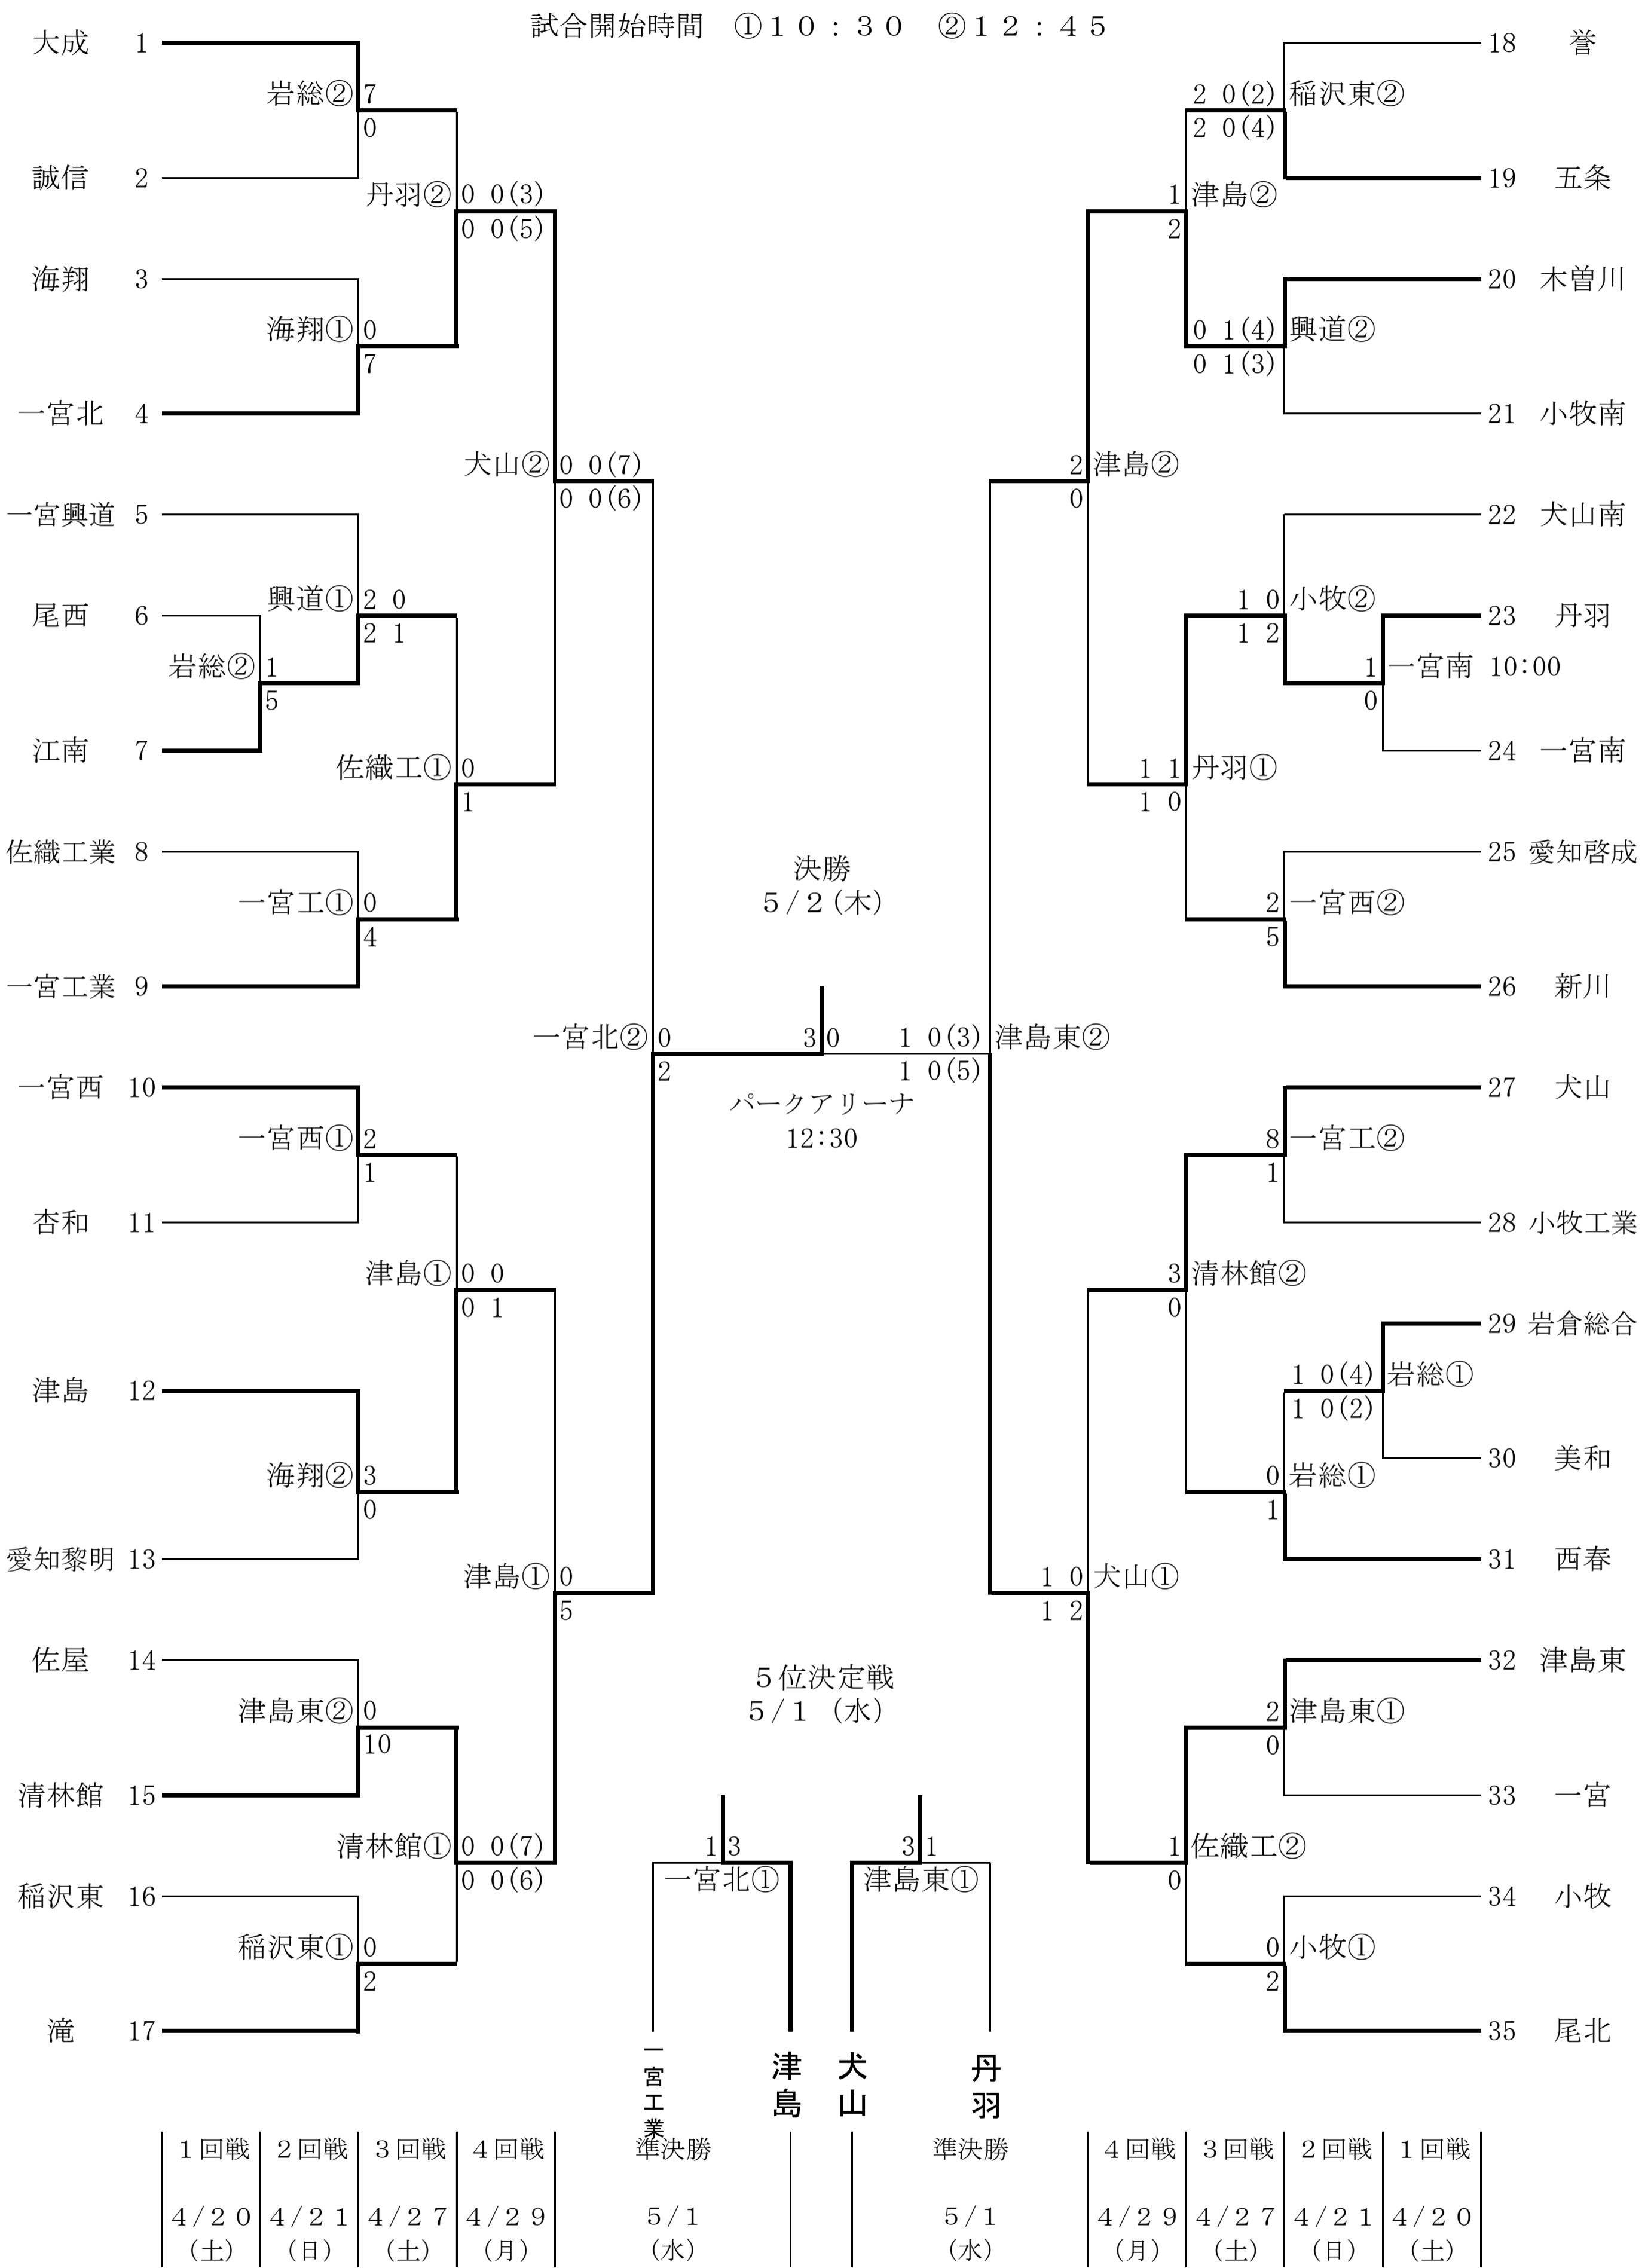 試合開始時間　①１０：３０　②１２：４５
大成 1
岩総② 7
0
誠信 2
丹羽② 0 0(3)
0 0(5)
海翔 3
海翔① 0
7
一宮北 4
犬山② 0 0(7)
0 0(6)
一宮興道 5
興道① 2 0
2 1
尾西 6
岩総② 1
5
江南 7
佐織工① 0
1
佐織工業 8
一宮工① 0
4
一宮工業 9
一宮北② 0
2
一宮西 10
一宮西① 2
1
杏和 11
津島① 0 0
0 1
津島 12
海翔② 3
0
愛知黎明 13
津島① 0
5
佐屋 14
津島東② 0
10
清林館 15
清林館① 0 0(7)
0 0(6)
稲沢東 16
稲沢東① 0
2
滝 17
決勝
５/２(木)
3 0
パークアリーナ
12:30
５位決定戦
５/１（水）
1 3
一宮北①
3 1
津島東①
一宮工業
津島
犬山
丹羽
18 誉
2 0(2) 稲沢東②
2 0(4)
19 五条
1 津島②
2
20 木曽川
0 1(4) 興道②
0 1(3)
21 小牧南
2 津島②
0
22 犬山南
1 0 小牧②
1 2
23 丹羽
1 一宮南 10:00
0
24 一宮南
1 1 丹羽①
1 0
25 愛知啓成
2 一宮西②
5
26 新川
1 0(3) 津島東②
1 0(5)
27 犬山
8 一宮工②
1
28 小牧工業
3 清林館②
0
29 岩倉総合
1 0(4) 岩総①
1 0(2)
30 美和
0 岩総①
1
31 西春
1 0 犬山①
1 2
32 津島東
2 津島東①
0
33 一宮
1 佐織工②
0
34 小牧
0 小牧①
2
35 尾北
１回戦 ２回戦 ３回戦 ４回戦 準決勝 準決勝 ４回戦 ３回戦 ２回戦 １回戦
４/２０ ４/２１ ４/２７ ４/２９ ５/１ ５/１ ４/２９ ４/２７ ４/２１ ４/２０
（土） （日） （土） （月） （水） （水） （月） （土） （日） （土）